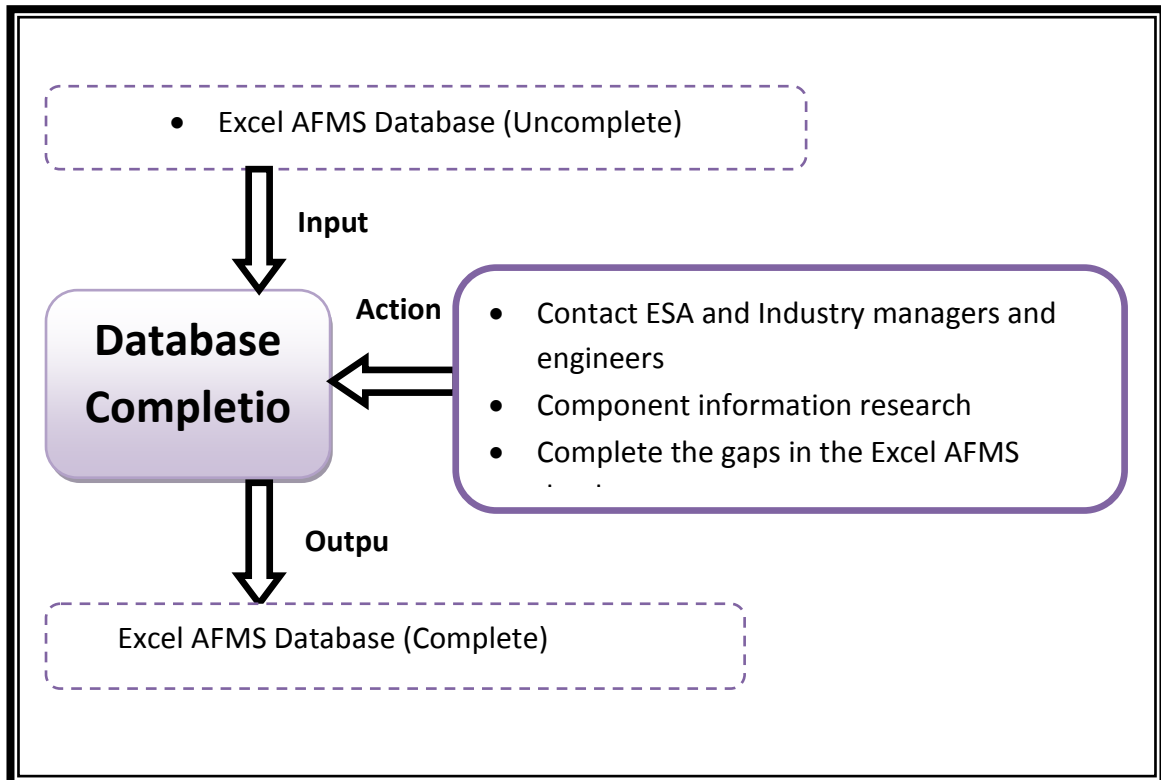 • Excel AFMS Database (Uncomplete)
Input
Action
Database
Completio
• Contact ESA and Industry managers and
engineers
• Component information research
• Complete the gaps in the Excel AFMS
Outpu
Excel AFMS Database (Complete)